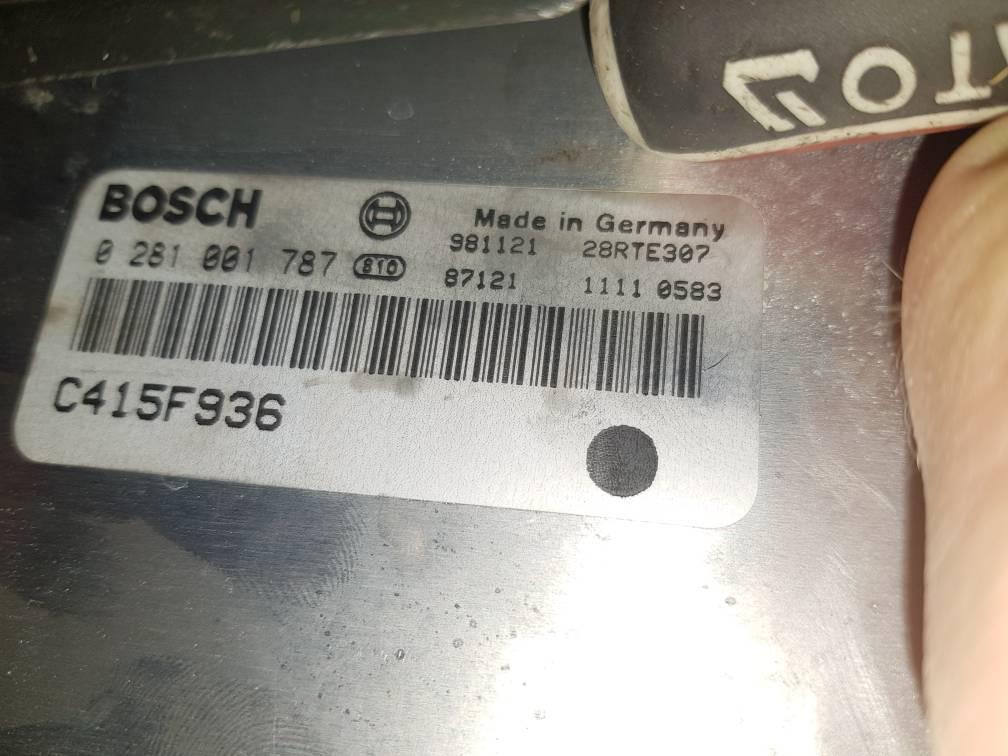 BOSCH
Made in Germany
0 281 001 787 810
981121 28RTE307
87121 1111 0583
C415F936